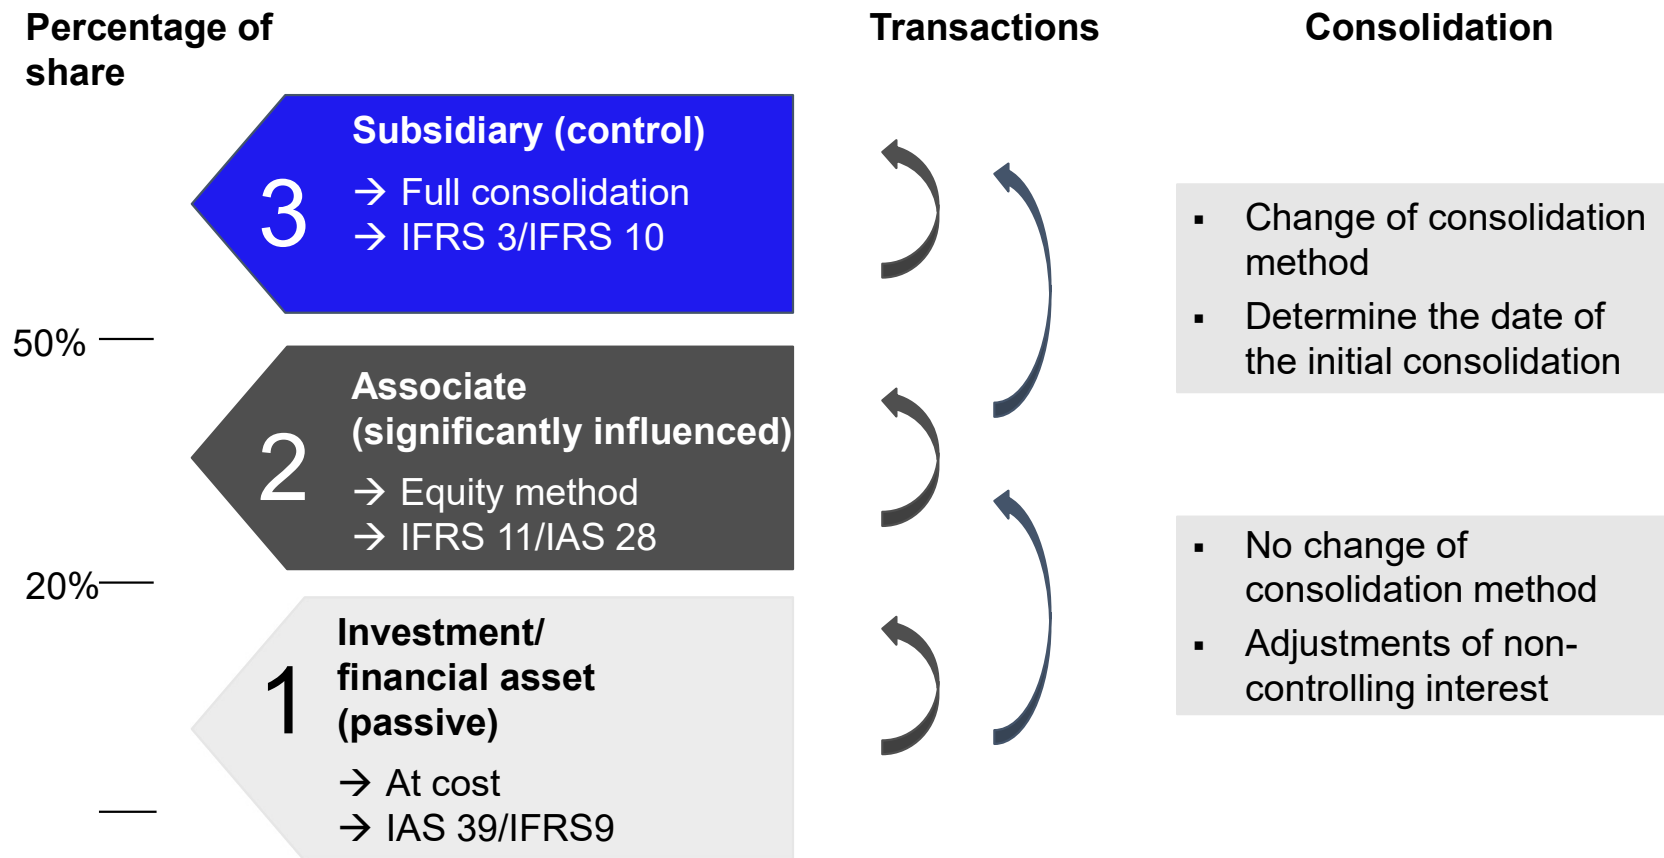 Percentage of
share
Transactions
Consolidation
Subsidiary (control)
→ Full consolidation
→ IFRS 3/IFRS 10
3
50%
Associate
(significantly influenced)
→ Equity method
→ IFRS 11/IAS 28
2
20%
Investment/
financial asset
(passive)
→ At cost
→ IAS 39/IFRS9
1
▪ Change of consolidation
method
▪ Determine the date of
the initial consolidation
▪ No change of
consolidation method
▪ Adjustments of non-
controlling interest